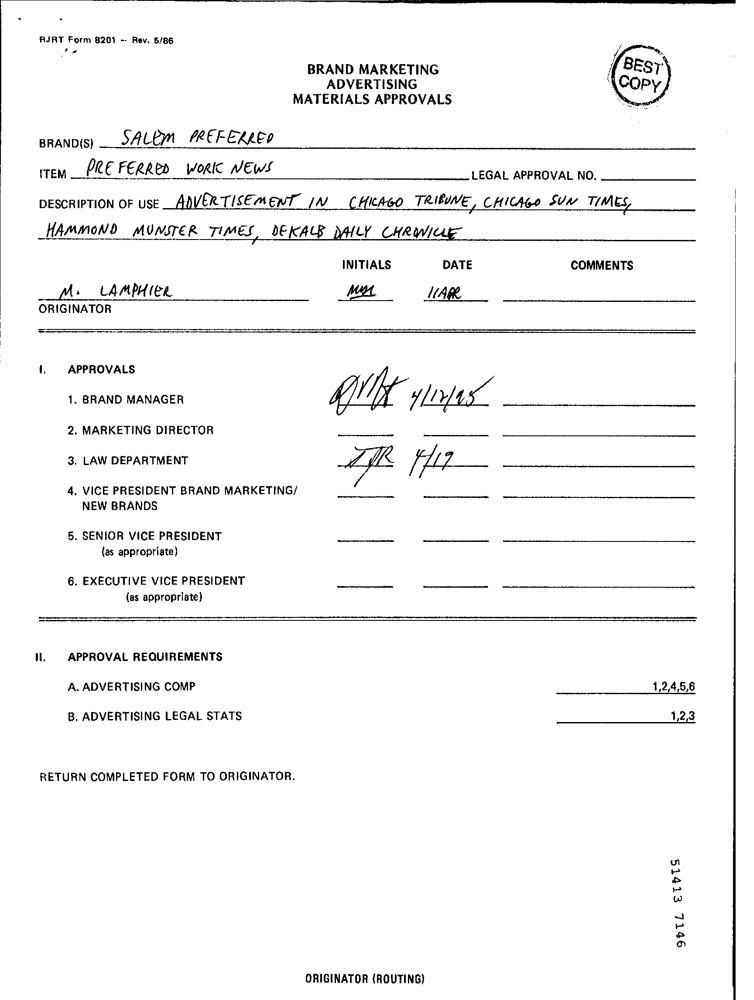 RJRT Form 8201 -- Rev. 5/86
BEST
COPY
BRAND MARKETING
ADVERTISING
MATERIALS APPROVALS
BRAND(S) SALEM PREFERRED
ITEM PREFERRED WORK NEWS LEGAL APPROVAL NO.
DESCRIPTION OF USE ADVERTISEMENT IN CHICAGO TRIBUNE, CHICAGO SUN TIMES,
HAMMOND MUNSTER TIMES, DEKALB DAILY CHRONICLE
INITIALS DATE COMMENTS
M. LAMPHIER 11APR
ORIGINATOR
I. APPROVALS
1. BRAND MANAGER 4/12/95
2. MARKETING DIRECTOR
3. LAW DEPARTMENT 4/19
4. VICE PRESIDENT BRAND MARKETING/
NEW BRANDS
5. SENIOR VICE PRESIDENT
(as appropriate)
6. EXECUTIVE VICE PRESIDENT
(as appropriate)
II. APPROVAL REQUIREMENTS
A. ADVERTISING COMP 1,2,4,5,6
B. ADVERTISING LEGAL STATS 1,2,3
RETURN COMPLETED FORM TO ORIGINATOR.
51413 7146
ORIGINATOR (ROUTING)